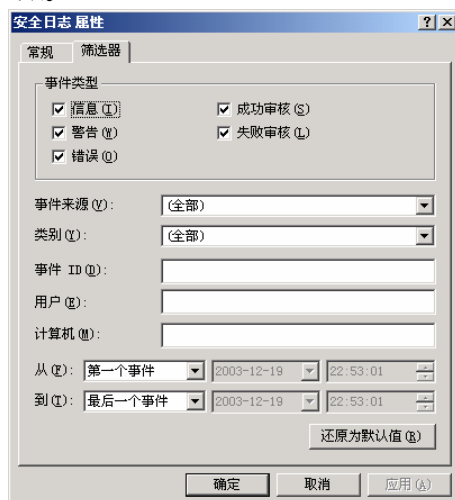 安全日志 属性
常规 筛选器
事件类型
信息(I) 成功审核(S)
警告(W) 失败审核(L)
错误(O)
事件来源(V): (全部)
类别(Y): (全部)
事件 ID(D):
用户(E):
计算机(M):
从(F): 第一个事件 2003-12-19 22:53:01
到(T): 最后一个事件 2003-12-19 22:53:01
还原为默认值(R)
确定 取消 应用(A)